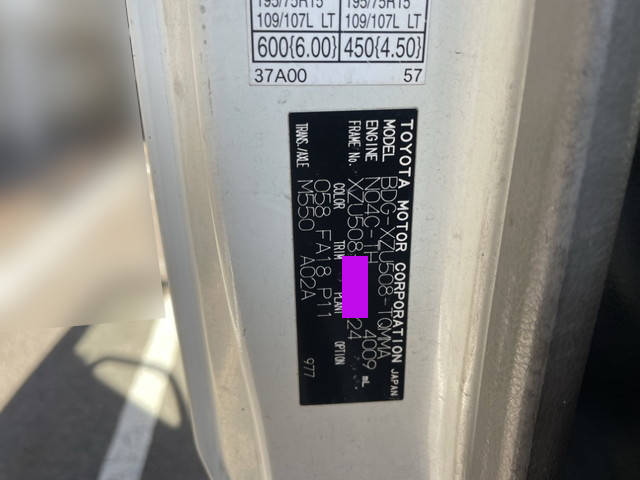 195/75R15 195/75R15
109/107L LT 109/107L LT
600{6.00} 450{4.50}
37A00 57
TOYOTA MOTOR CORPORATION JAPAN
MODEL BDG-XZU508-TQMMA
ENGINE N04C-TH 4009 mL
FRAME No. XZU508 24
COLOR TRIM PLANT OPTION
058 FA18 P11
TRANS./AXLE M550 A02A 977